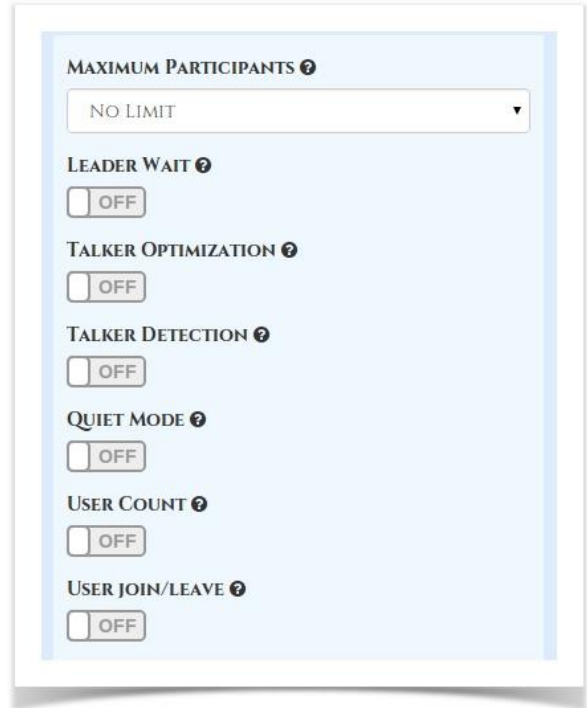 Maximum Participants
No Limit
Leader Wait
OFF
Talker Optimization
OFF
Talker Detection
OFF
Quiet Mode
OFF
User Count
OFF
User join/leave
OFF